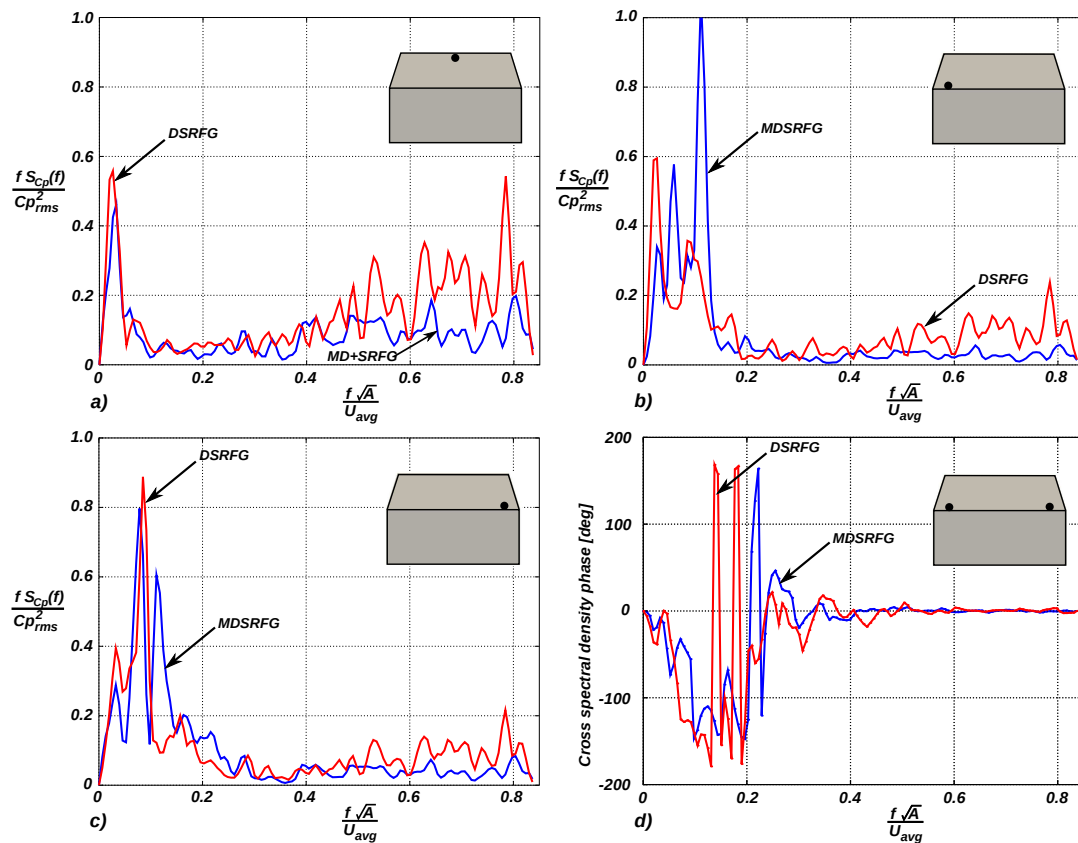 1.0
0.8
0.6
0.4
0.2
0
f S_Cp(f)
Cp²_rms
DSRFG
MD+SRFG
0 0.2 0.4 0.6 0.8
f √A
U_avg
a)
1.0
0.8
0.6
0.4
0.2
0
f S_Cp(f)
Cp²_rms
MDSRFG
DSRFG
0 0.2 0.4 0.6 0.8
f √A
U_avg
b)
1.0
0.8
0.6
0.4
0.2
0
f S_Cp(f)
Cp²_rms
DSRFG
MDSRFG
0 0.2 0.4 0.6 0.8
f √A
U_avg
c)
200
100
0
-100
-200
Cross spectral density phase [deg]
DSRFG
MDSRFG
0 0.2 0.4 0.6 0.8
f √A
U_avg
d)